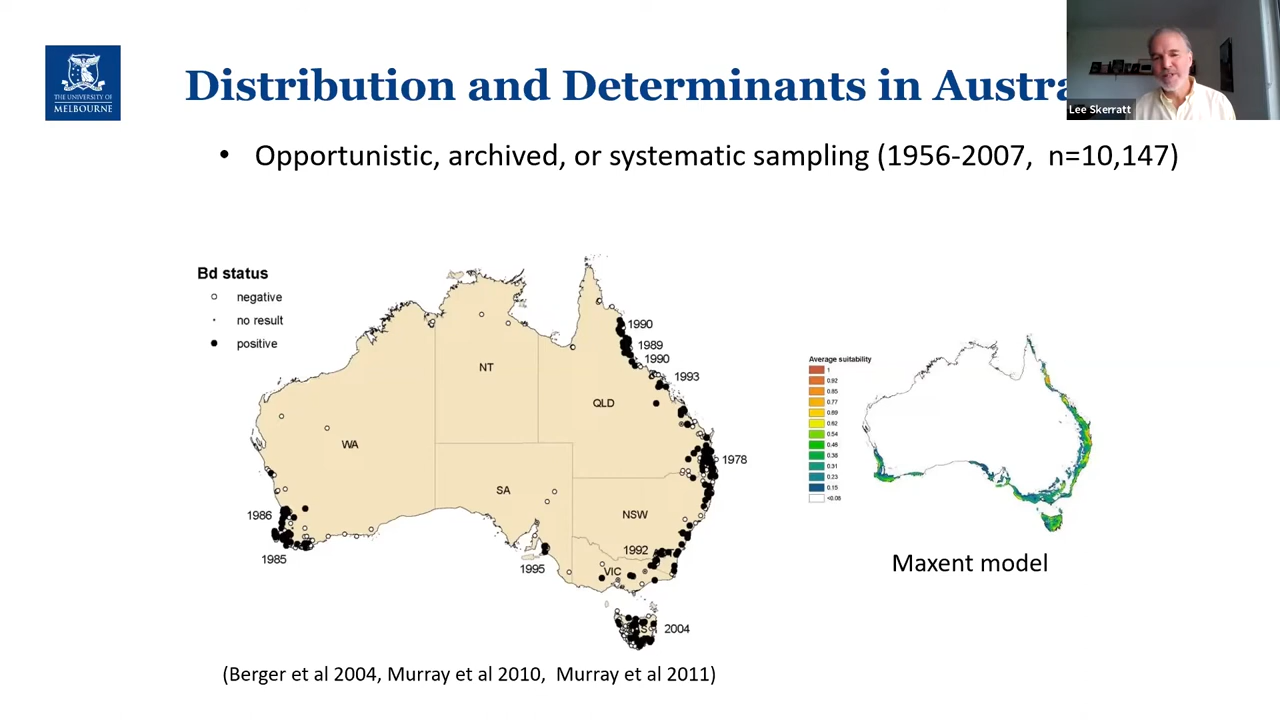 THE UNIVERSITY OF
MELBOURNE
Distribution and Determinants in Austra
Lee Skerratt
• Opportunistic, archived, or systematic sampling (1956-2007, n=10,147)
Bd status
negative
no result
positive
1990
1989
1990
1993
NT
QLD
WA
1978
SA
NSW
1986
1985
1992
1995
VIC
2004
Average suitability
1
0.92
0.85
0.77
0.69
0.62
0.54
0.46
0.38
0.31
0.23
0.15
<0.08
Maxent model
(Berger et al 2004, Murray et al 2010, Murray et al 2011)